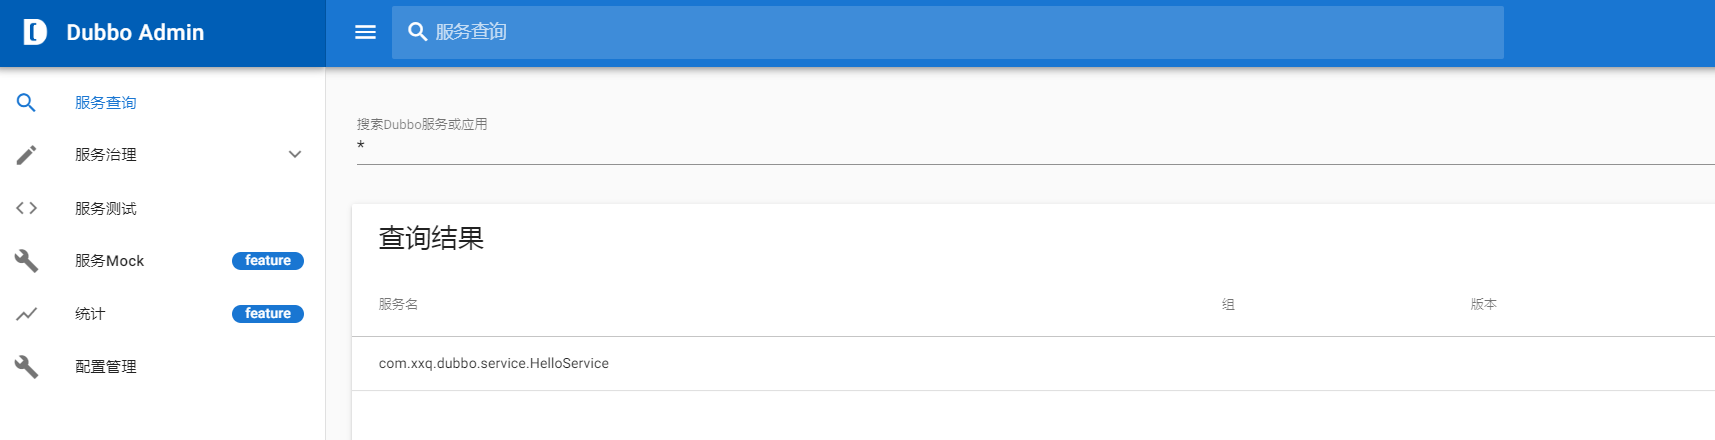 Dubbo Admin
服务查询
服务查询
服务治理
服务测试
服务Mock feature
统计 feature
配置管理
搜索Dubbo服务或应用
*
查询结果
服务名 组 版本
com.xxq.dubbo.service.HelloService